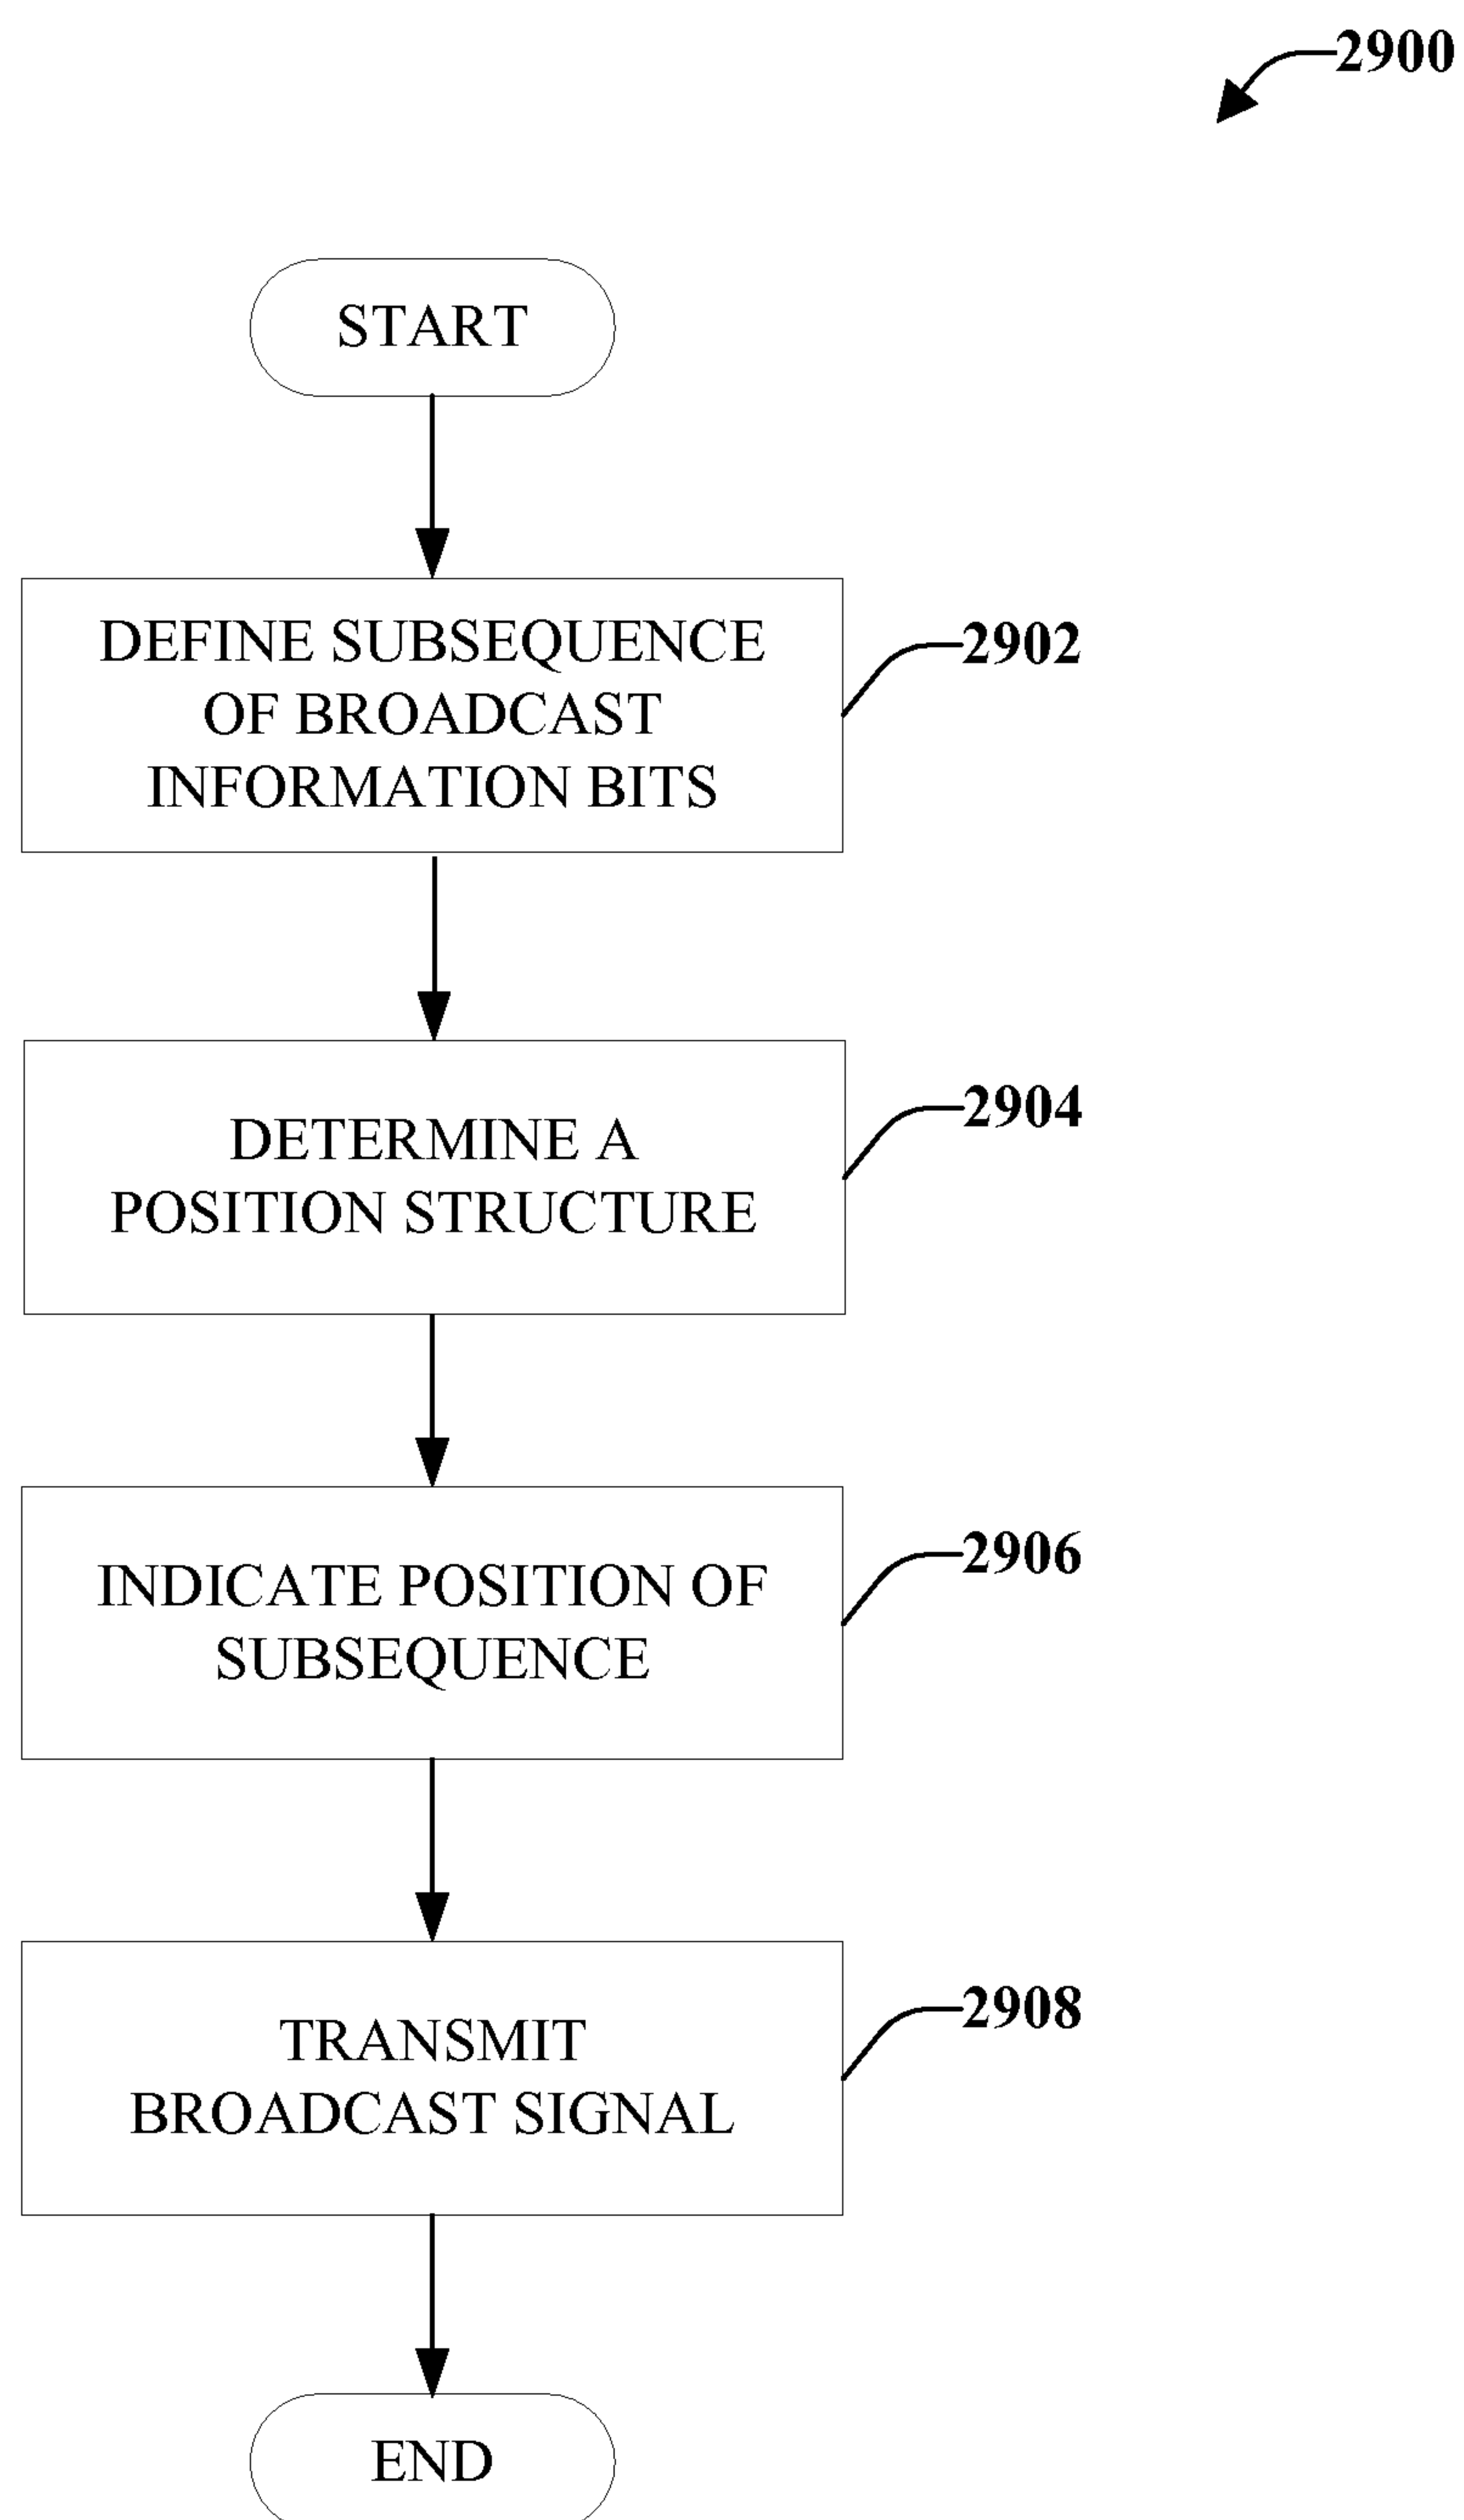 2900
START
DEFINE SUBSEQUENCE
OF BROADCAST
INFORMATION BITS
2902
DETERMINE A
POSITION STRUCTURE
2904
INDICATE POSITION OF
SUBSEQUENCE
2906
TRANSMIT
BROADCAST SIGNAL
2908
END